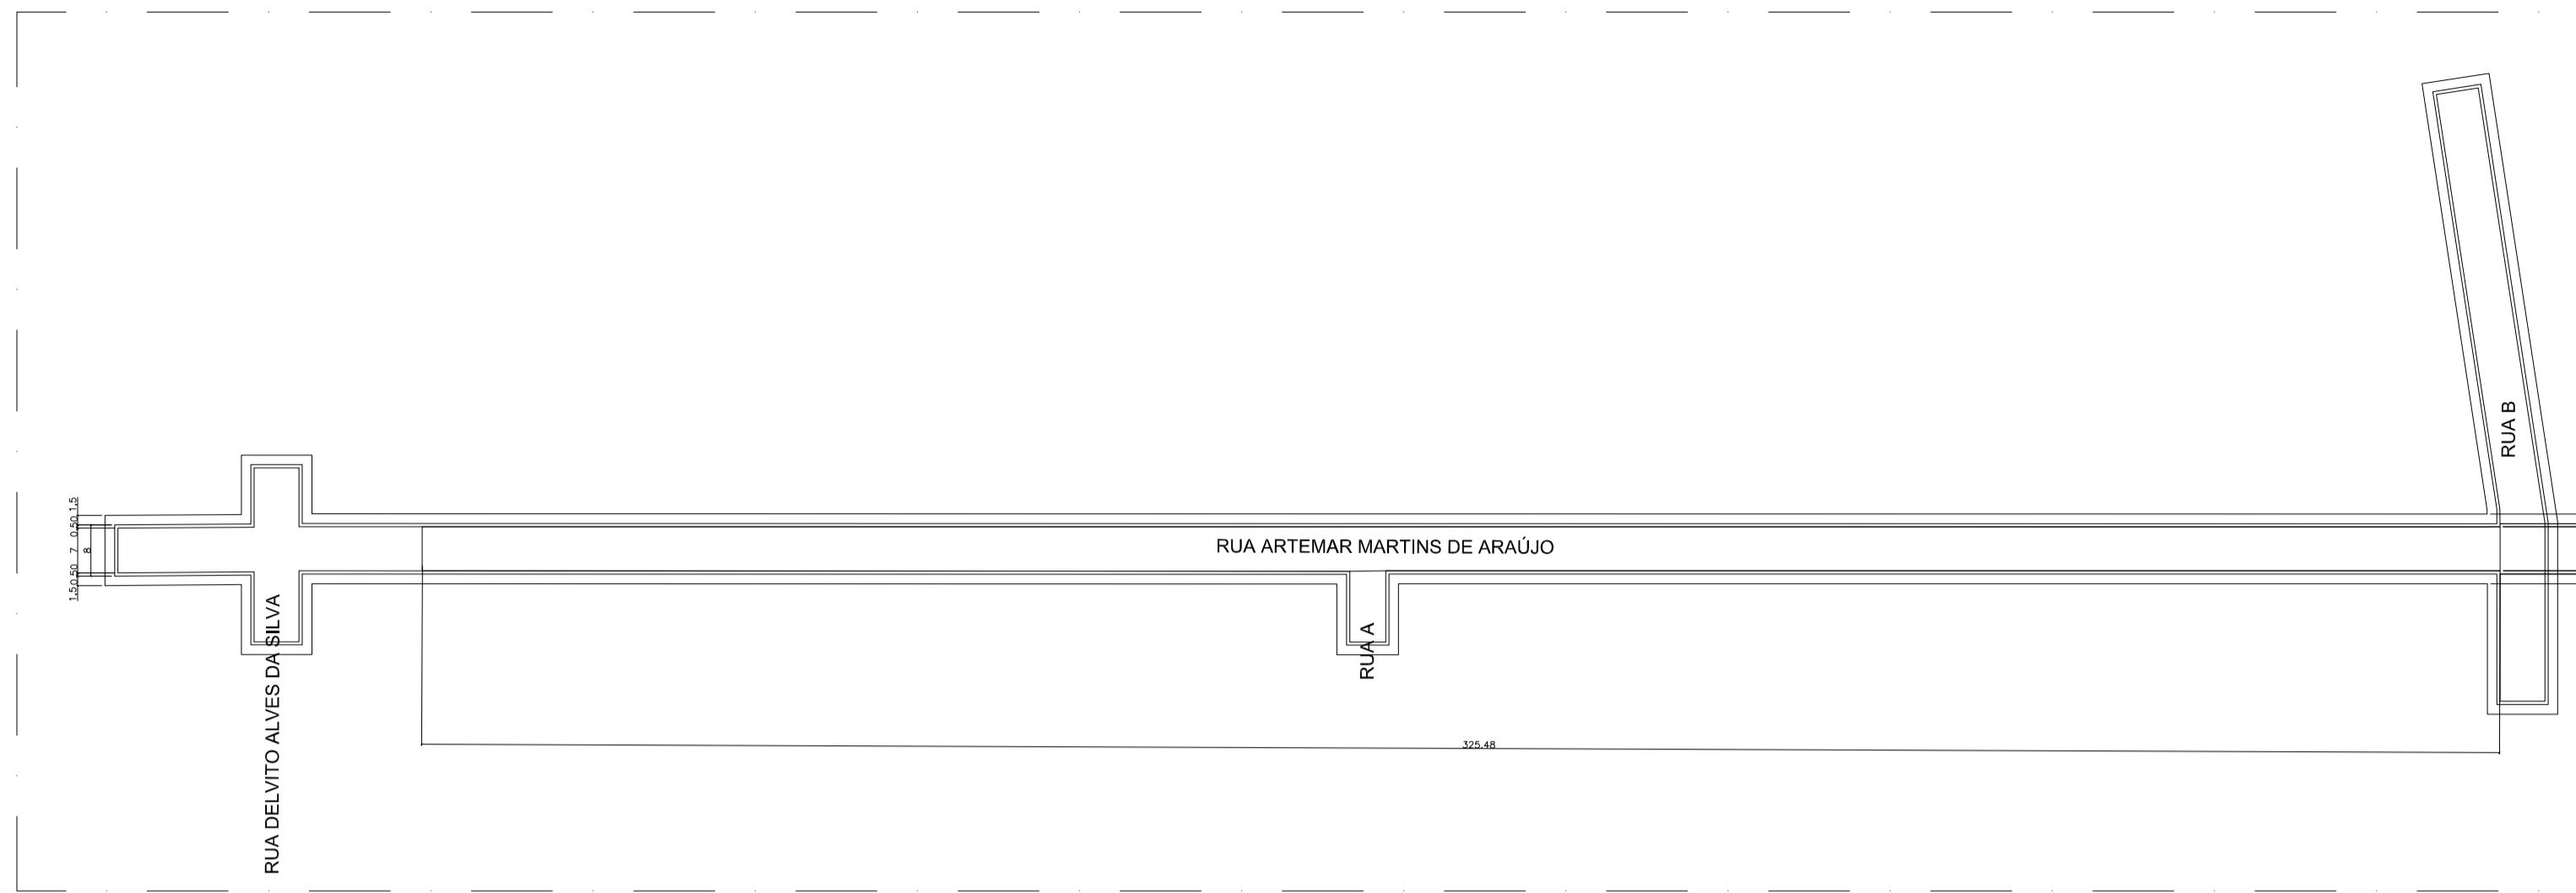 RUA B
1.5
0.50
7
8
0.50
1.5
RUA ARTEMAR MARTINS DE ARAÚJO
RUA DELVITO ALVES DA SILVA
RUA A
325.48